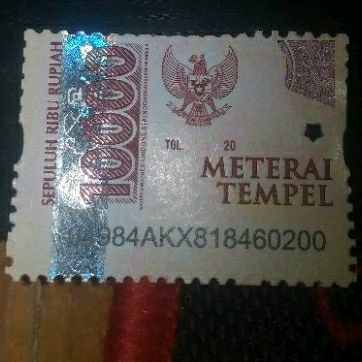 SEPULUH RIBU RUPIAH
10000
TGL. 20
METERAI
TEMPEL
984AKX818460200